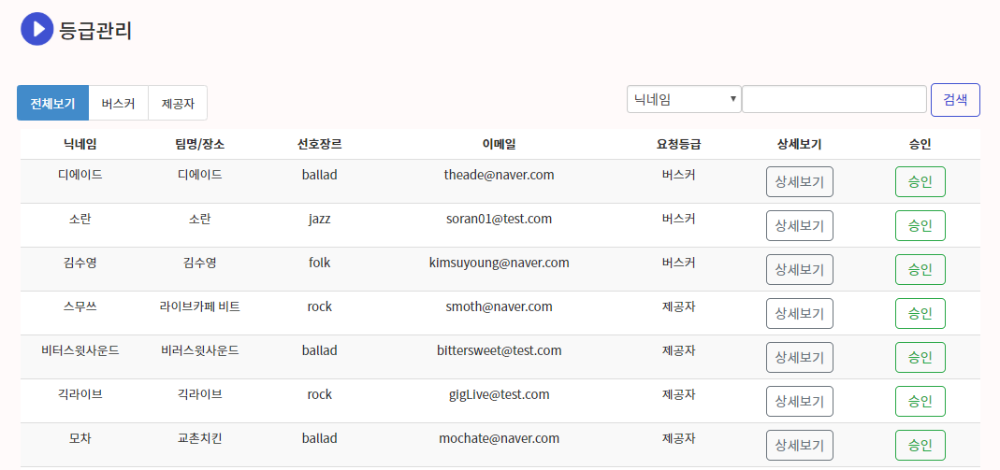 등급관리
전체보기 버스커 제공자 닉네임 검색
닉네임 팀명/장소 선호장르 이메일 요청등급 상세보기 승인
디에이드 디에이드 ballad theade@naver.com 버스커 상세보기 승인
소란 소란 jazz soran01@test.com 버스커 상세보기 승인
김수영 김수영 folk kimsuyoung@naver.com 버스커 상세보기 승인
스무쓰 라이브카페 비트 rock smoth@naver.com 제공자 상세보기 승인
비터스윗사운드 비러스윗사운드 ballad bittersweet@test.com 제공자 상세보기 승인
긱라이브 긱라이브 rock gigLive@test.com 제공자 상세보기 승인
모차 교촌치킨 ballad mochate@naver.com 제공자 상세보기 승인